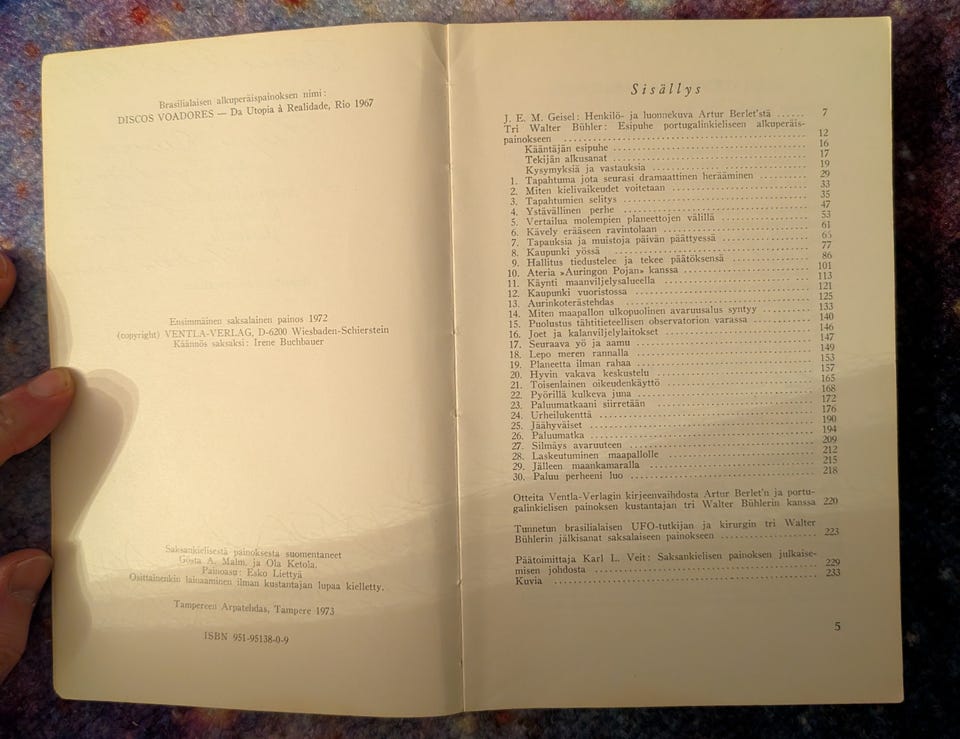 Brasilialaisen alkuperäispainoksen nimi:
DISCOS VOADORES — Da Utopia à Realidade, Rio 1967
Ensimmäinen saksalainen painos 1972
(copyright) VENTLA-VERLAG, D-6200 Wiesbaden-Schierstein
Käännös saksaksi: Irene Buchbauer
Saksankielisestä painoksesta suomentaneet
Gösta A. Malm. ja Ola Ketola.
Painoasu: Esko Liettyä
Osittainenkin lainaaminen ilman kustantajan lupaa kielletty.
Tampereen Arpatehdas, Tampere 1973
ISBN 951-95138-0-9
Sisällys
J. E. M. Geisel: Henkilö- ja luonnekuva Artur Berlet'stä ...... 7
Tri Walter Bühler: Esipuhe portugalinkieliseen alkuperäis-
painokseen ...... 12
Kääntäjän esipuhe ...... 16
Tekijän alkusanat ...... 17
Kysymyksiä ja vastauksia ...... 19
1. Tapahtuma jota seurasi dramaattinen herääminen ...... 29
2. Miten kielivaikeudet voitetaan ...... 33
3. Tapahtumien selitys ...... 35
4. Ystävällinen perhe ...... 47
5. Vertailua molempien planeettojen välillä ...... 53
6. Kävely erääseen ravintolaan ...... 61
7. Tapauksia ja muistoja päivän päättyessä ...... 65
8. Kaupunki yössä ...... 77
9. Hallitus tiedustelee ja tekee päätöksensä ...... 86
10. Ateria »Auringon Pojan» kanssa ...... 101
11. Käynti maanviljelysalueella ...... 113
12. Kaupunki vuoristossa ...... 121
13. Aurinkoterästehdas ...... 125
14. Miten maapallon ulkopuolinen avaruusalus syntyy ...... 133
15. Puolustus tähtitieteellisen observatorion varassa ...... 140
16. Joet ja kalanviljelylaitokset ...... 146
17. Seuraava yö ja aamu ...... 147
18. Lepo meren rannalla ...... 149
19. Planeetta ilman rahaa ...... 153
20. Hyvin vakava keskustelu ...... 157
21. Toisenlainen oikeudenkäyttö ...... 165
22. Pyörillä kulkeva juna ...... 168
23. Paluumatkaani siirretään ...... 172
24. Urheilukenttä ...... 176
25. Jäähyväiset ...... 190
26. Paluumatka ...... 194
27. Silmäys avaruuteen ...... 209
28. Laskeutuminen maapallolle ...... 212
29. Jälleen maankamaralla ...... 215
30. Paluu perheeni luo ...... 218
Otteita Ventla-Verlagin kirjeenvaihdosta Artur Berlet'n ja portu-
galinkielisen painoksen kustantajan tri Walter Bühlerin kanssa 220
Tunnetun brasilialaisen UFO-tutkijan ja kirurgin tri Walter
Bühlerin jälkisanat saksalaiseen painokseen ...... 223
Päätoimittaja Karl L. Veit: Saksankielisen painoksen julkaise-
misen johdosta ...... 229
Kuvia ...... 233
5